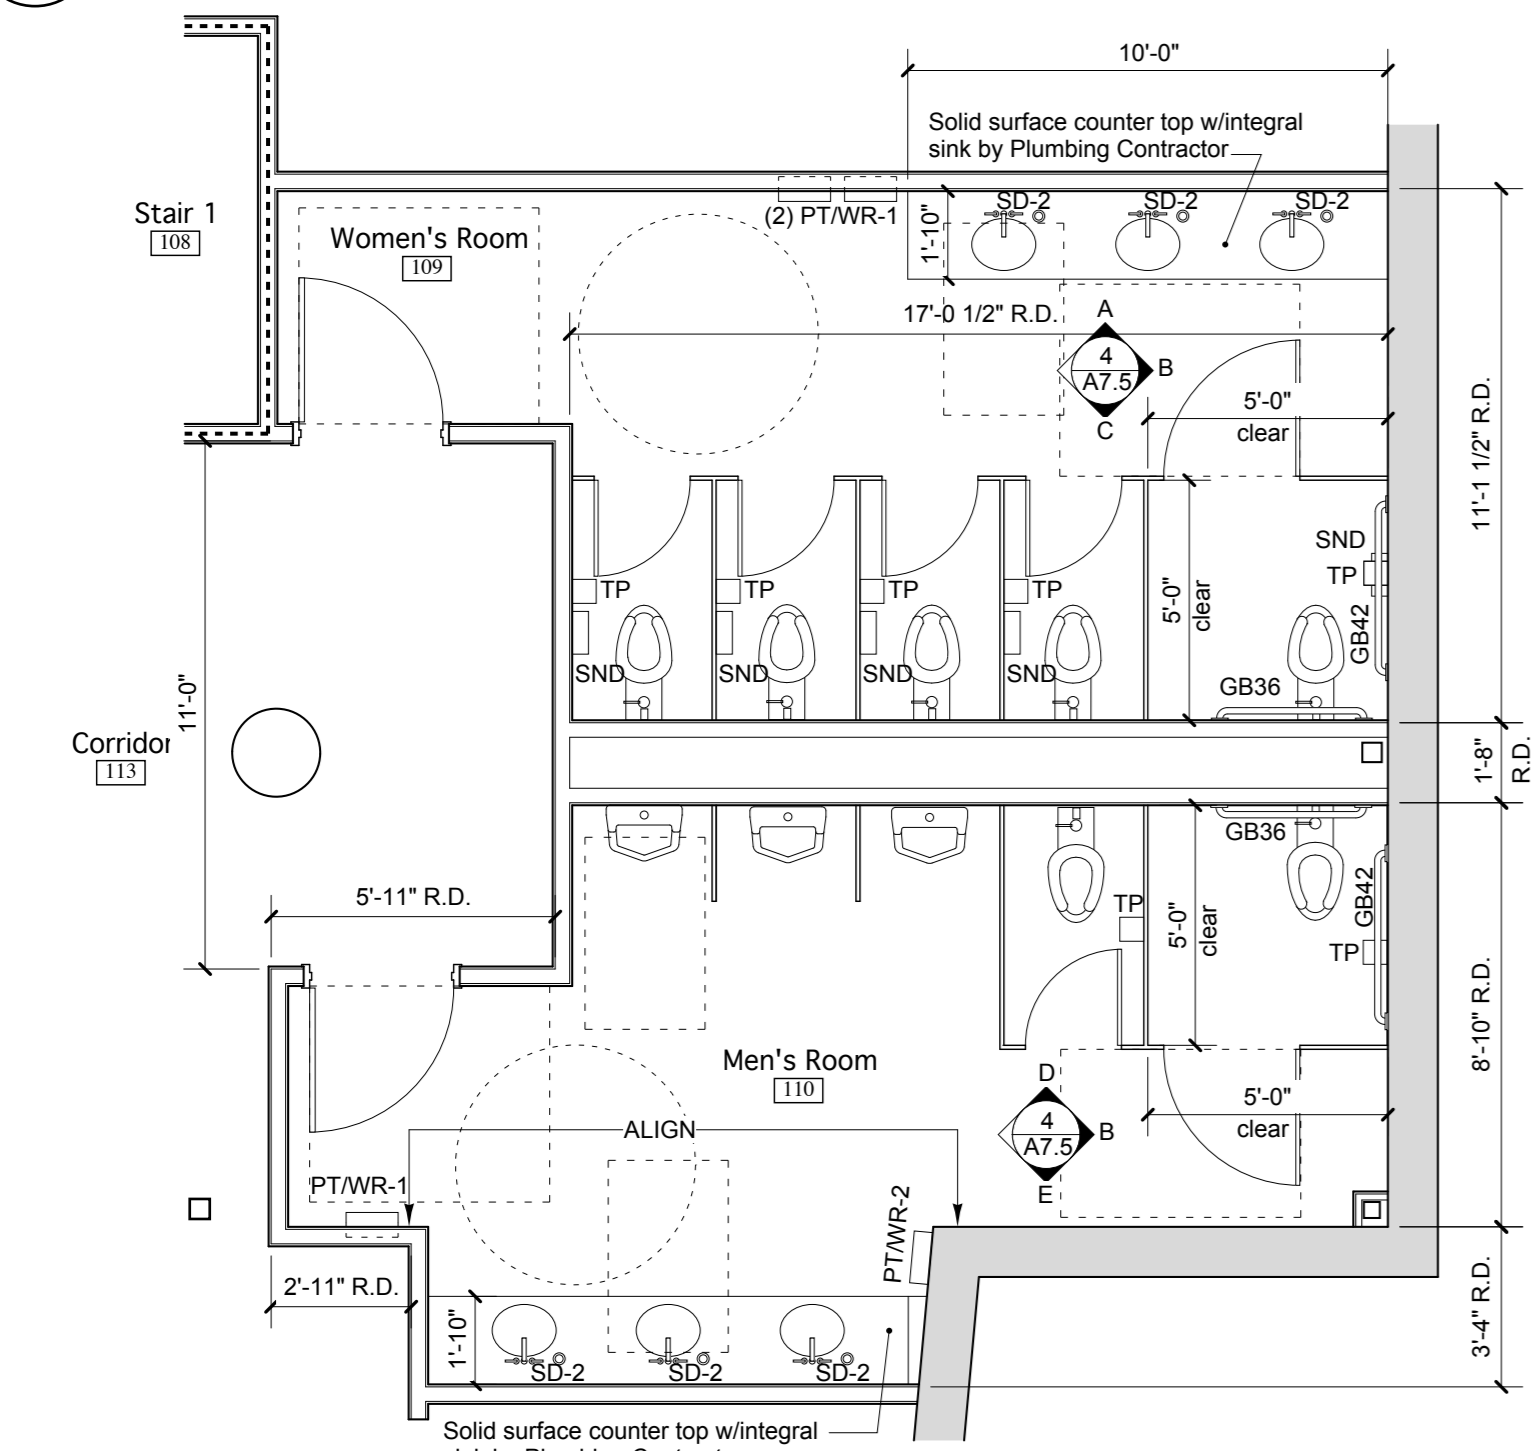 10'-0"
Solid surface counter top w/integral
sink by Plumbing Contractor
Stair 1
108
Women's Room
109
(2) PT/WR-1
1'-10"
SD-2
SD-2
SD-2
17'-0 1/2" R.D.
A
4
A7.5
B
C
5'-0"
clear
11'-1 1/2" R.D.
TP
TP
TP
TP
SND
SND
SND
SND
5'-0"
clear
SND
TP
GB42
GB36
11'-0"
Corridor
113
1'-8"
R.D.
GB36
GB42
TP
TP
5'-0"
clear
5'-11" R.D.
8'-10" R.D.
Men's Room
110
D
4
A7.5
B
E
5'-0"
clear
ALIGN
PT/WR-1
PT/WR-2
2'-11" R.D.
1'-10"
SD-2
SD-2
SD-2
3'-4" R.D.
Solid surface counter top w/integral